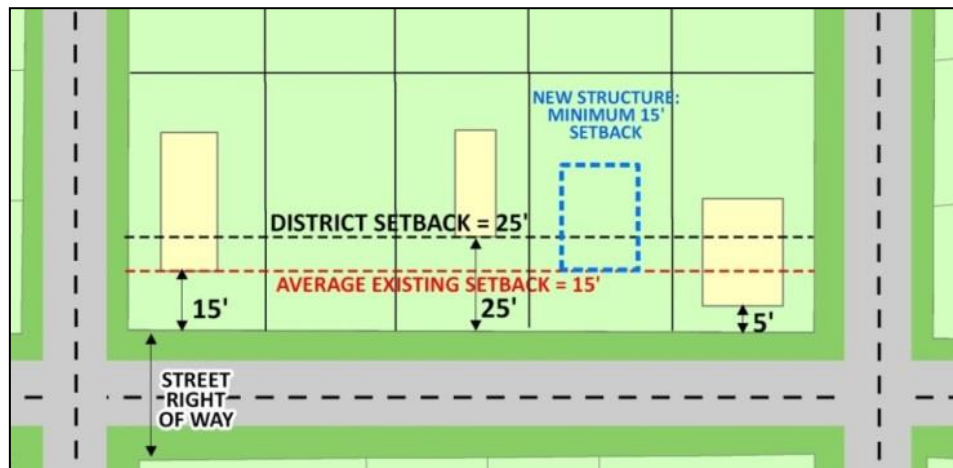 NEW STRUCTURE:
MINIMUM 15'
SETBACK
DISTRICT SETBACK = 25'
AVERAGE EXISTING SETBACK = 15'
15'
25'
5'
STREET
RIGHT
OF WAY